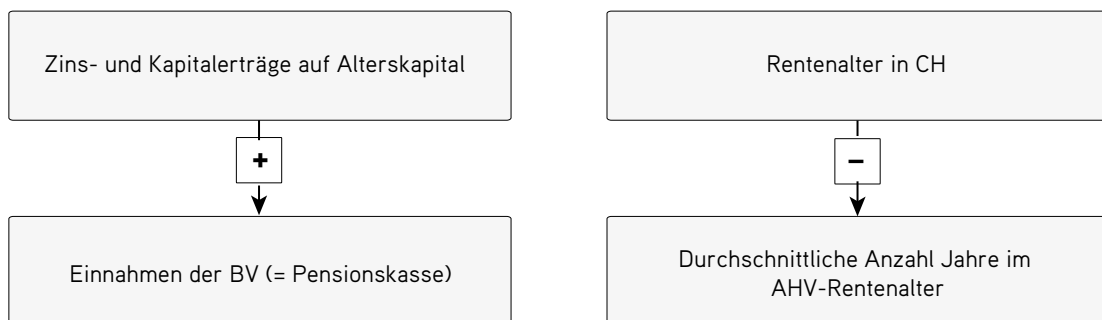 Zins- und Kapitalerträge auf Alterskapital
Rentenalter in CH
+
–
Einnahmen der BV (= Pensionskasse)
Durchschnittliche Anzahl Jahre im
AHV-Rentenalter